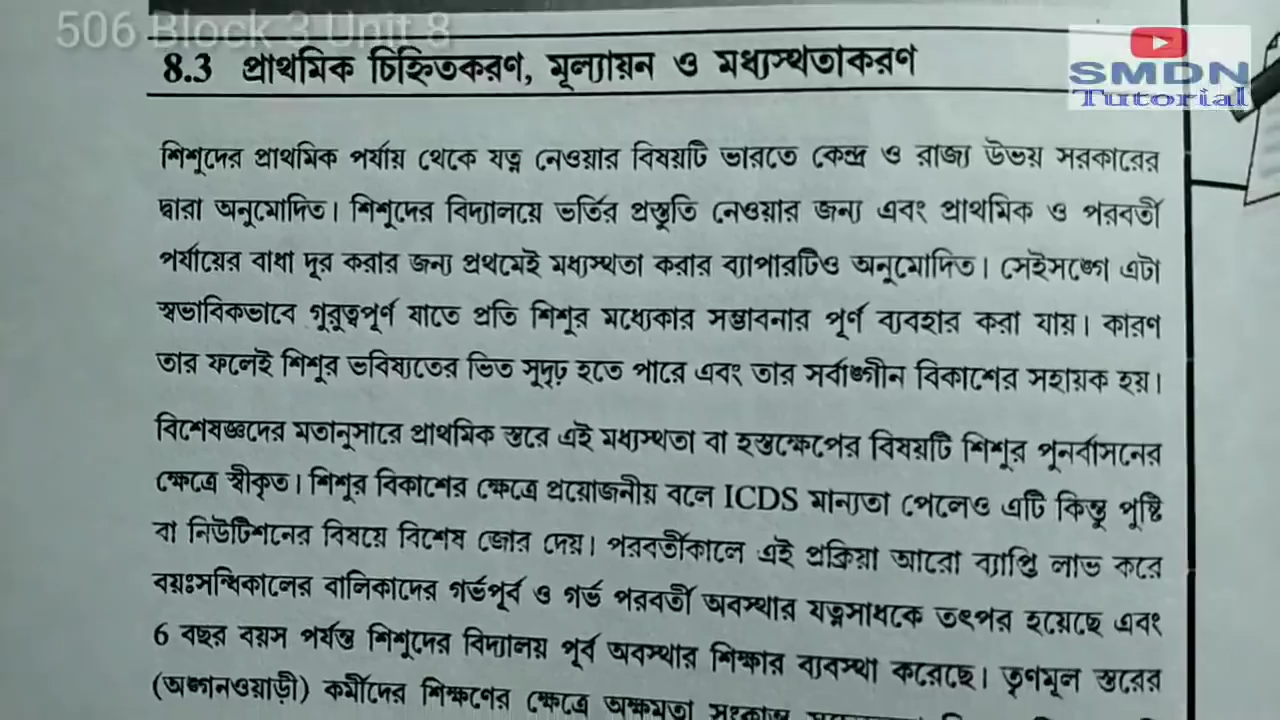 506 Block 3 Unit 8
SMDN
Tutorial
8.3 প্রাথমিক চিহ্নিতকরণ, মূল্যায়ন ও মধ্যস্থতাকরণ
শিশুদের প্রাথমিক পর্যায় থেকে যত্ন নেওয়ার বিষয়টি ভারতে কেন্দ্র ও রাজ্য উভয় সরকারের
দ্বারা অনুমোদিত। শিশুদের বিদ্যালয়ে ভর্তির প্রস্তুতি নেওয়ার জন্য এবং প্রাথমিক ও পরবর্তী
পর্যায়ের বাধা দূর করার জন্য প্রথমেই মধ্যস্থতা করার ব্যাপারটিও অনুমোদিত। সেইসঙ্গে এটা
স্বভাবিকভাবে গুরুত্বপূর্ণ যাতে প্রতি শিশুর মধ্যেকার সম্ভাবনার পূর্ণ ব্যবহার করা যায়। কারণ
তার ফলেই শিশুর ভবিষ্যতের ভিত সুদৃঢ় হতে পারে এবং তার সর্বাঙ্গীন বিকাশের সহায়ক হয়।
বিশেষজ্ঞদের মতানুসারে প্রাথমিক স্তরে এই মধ্যস্থতা বা হস্তক্ষেপের বিষয়টি শিশুর পুনর্বাসনের
ক্ষেত্রে স্বীকৃত। শিশুর বিকাশের ক্ষেত্রে প্রয়োজনীয় বলে ICDS মান্যতা পেলেও এটি কিন্তু পুষ্টি
বা নিউটিশনের বিষয়ে বিশেষ জোর দেয়। পরবর্তীকালে এই প্রক্রিয়া আরো ব্যাপ্তি লাভ করে
বয়ঃসন্ধিকালের বালিকাদের গর্ভপূর্ব ও গর্ভ পরবর্তী অবস্থার যত্নসাধকে তৎপর হয়েছে এবং
6 বছর বয়স পর্যন্ত শিশুদের বিদ্যালয় পূর্ব অবস্থার শিক্ষার ব্যবস্থা করেছে। তৃণমূল স্তরের
(অঙ্গনওয়াড়ী) কর্মীদের শিক্ষণের ক্ষেত্রে অক্ষমতা